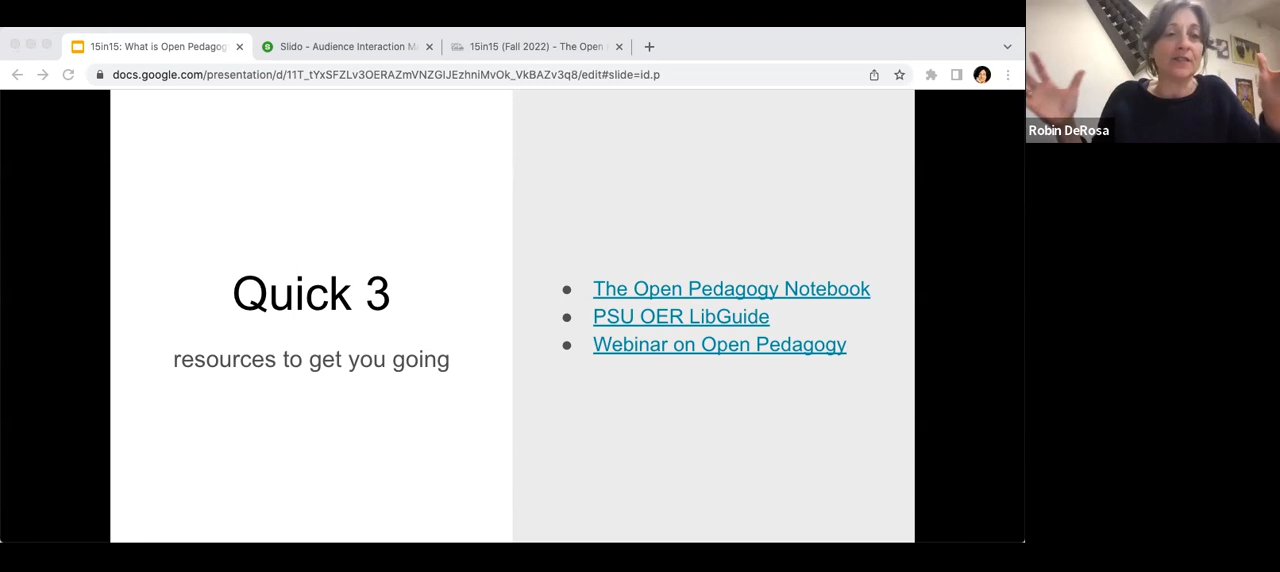 15in15: What is Open Pedagog
Slido - Audience Interaction M
15in15 (Fall 2022) - The Open
docs.google.com/presentation/d/11T_tYxSFZLv3OERAZmVNZGlJEzhniMvOk_VkBAZv3q8/edit#slide=id.p
Robin DeRosa
Quick 3
resources to get you going
● The Open Pedagogy Notebook
● PSU OER LibGuide
● Webinar on Open Pedagogy